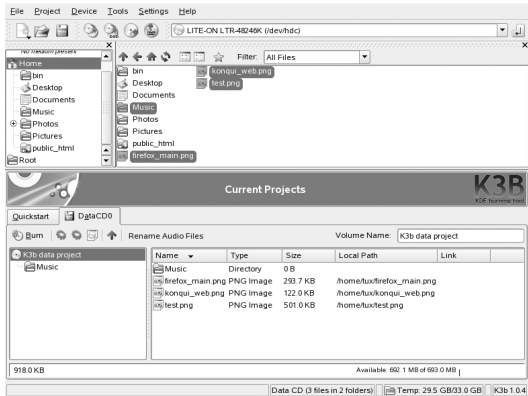 File Project Device Tools Settings Help
LITE-ON LTR-48246K (/dev/hdc)
No medium present
Home
bin
Desktop
Documents
Music
Photos
Pictures
public_html
Root
Filter: All Files
bin
Desktop
Documents
Music
Photos
Pictures
public_html
firefox_main.png
konqui_web.png
test.png
Current Projects
K3B
KDE burning tool
Quickstart DataCD0
Burn Rename Audio Files Volume Name: K3b data project
K3b data project
Music
Name Type Size Local Path Link
Music Directory 0 B
firefox_main.png PNG Image 293.7 KB /home/tux/firefox_main.png
konqui_web.png PNG Image 122.0 KB /home/tux/konqui_web.png
test.png PNG Image 501.0 KB /home/tux/test.png
918.0 KB Available: 692.1 MB of 693.0 MB
Data CD (3 files in 2 folders) Temp: 29.5 GB/33.0 GB K3b 1.0.4